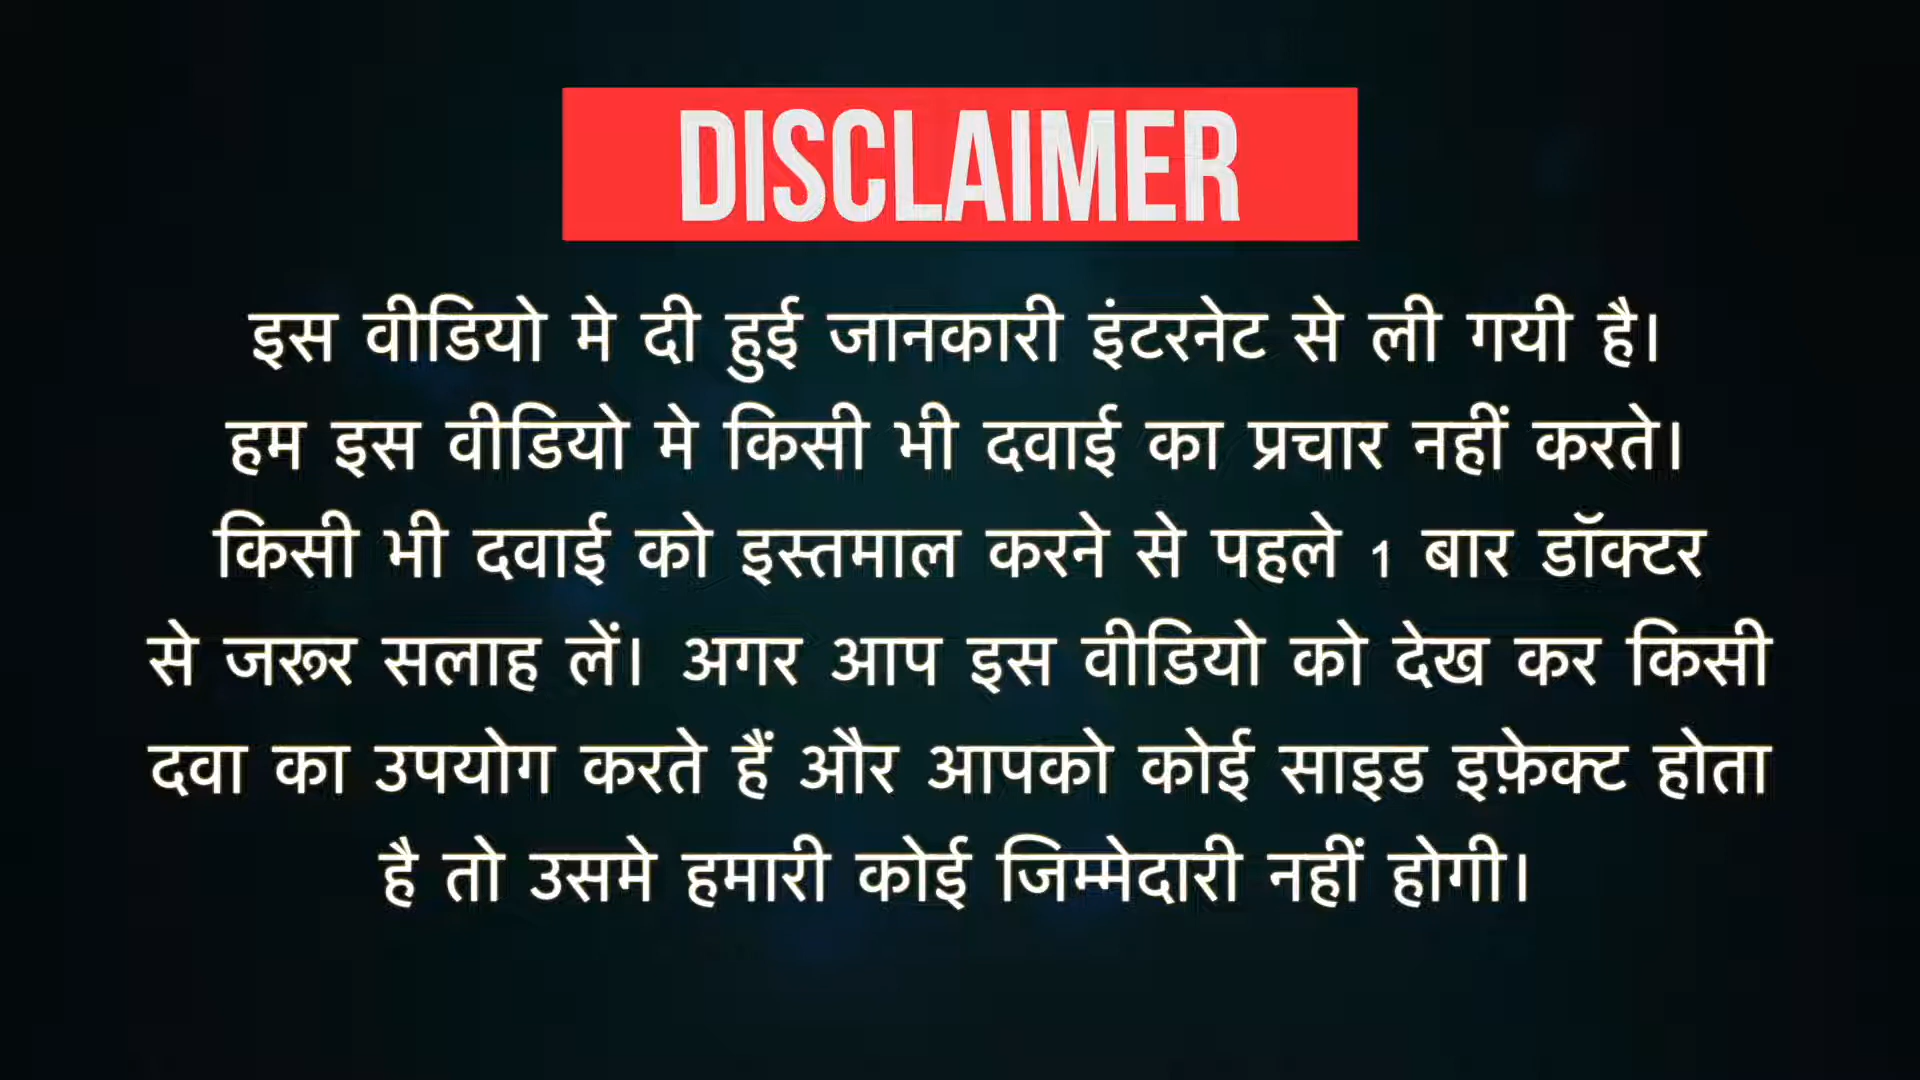 DISCLAIMER
इस वीडियो मे दी हुई जानकारी इंटरनेट से ली गयी है।
हम इस वीडियो मे किसी भी दवाई का प्रचार नहीं करते।
किसी भी दवाई को इस्तमाल करने से पहले 1 बार डॉक्टर
से जरूर सलाह लें। अगर आप इस वीडियो को देख कर किसी
दवा का उपयोग करते हैं और आपको कोई साइड इफ़ेक्ट होता
है तो उसमे हमारी कोई जिम्मेदारी नहीं होगी।